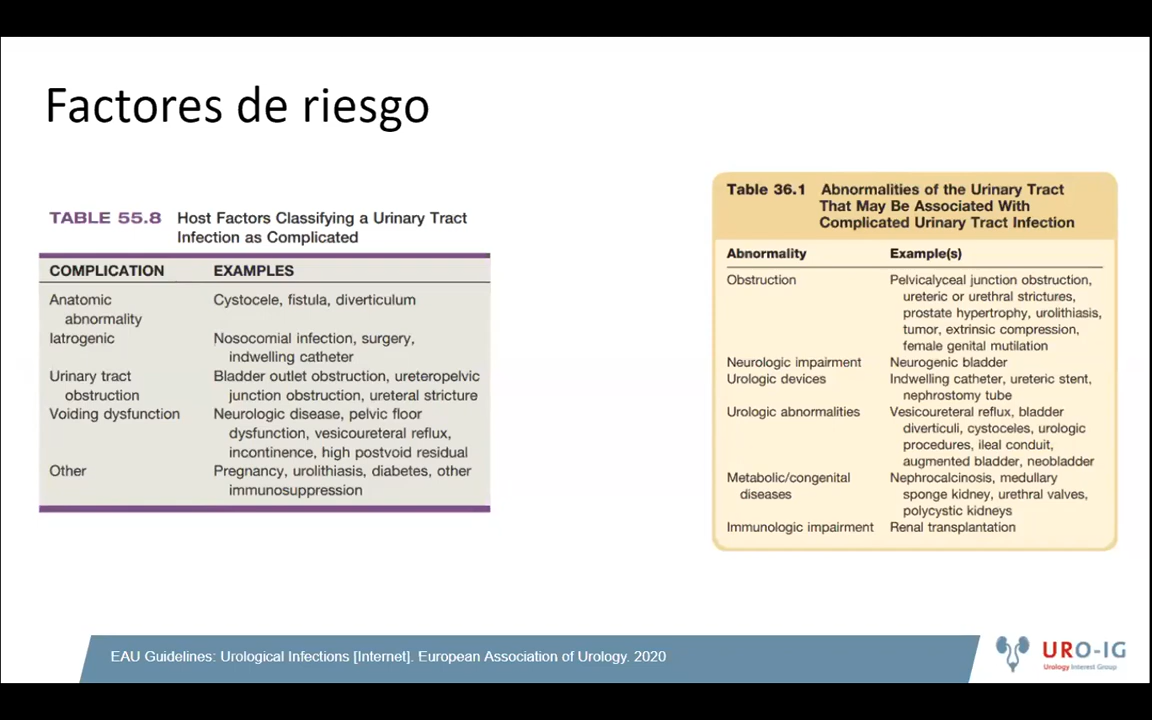 Factores de riesgo
TABLE 55.8 Host Factors Classifying a Urinary Tract
Infection as Complicated
COMPLICATION EXAMPLES
Anatomic Cystocele, fistula, diverticulum
abnormality
Iatrogenic Nosocomial infection, surgery,
indwelling catheter
Urinary tract Bladder outlet obstruction, ureteropelvic
obstruction junction obstruction, ureteral stricture
Voiding dysfunction Neurologic disease, pelvic floor
dysfunction, vesicoureteral reflux,
incontinence, high postvoid residual
Other Pregnancy, urolithiasis, diabetes, other
immunosuppression
Table 36.1 Abnormalities of the Urinary Tract
That May Be Associated With
Complicated Urinary Tract Infection
Abnormality Example(s)
Obstruction Pelvicalyceal junction obstruction,
ureteric or urethral strictures,
prostate hypertrophy, urolithiasis,
tumor, extrinsic compression,
female genital mutilation
Neurologic impairment Neurogenic bladder
Urologic devices Indwelling catheter, ureteric stent,
nephrostomy tube
Urologic abnormalities Vesicoureteral reflux, bladder
diverticuli, cystoceles, urologic
procedures, ileal conduit,
augmented bladder, neobladder
Metabolic/congenital Nephrocalcinosis, medullary
diseases sponge kidney, urethral valves,
polycystic kidneys
Immunologic impairment Renal transplantation
EAU Guidelines: Urological Infections [Internet]. European Association of Urology. 2020
URO-IG
Urology Interest Group